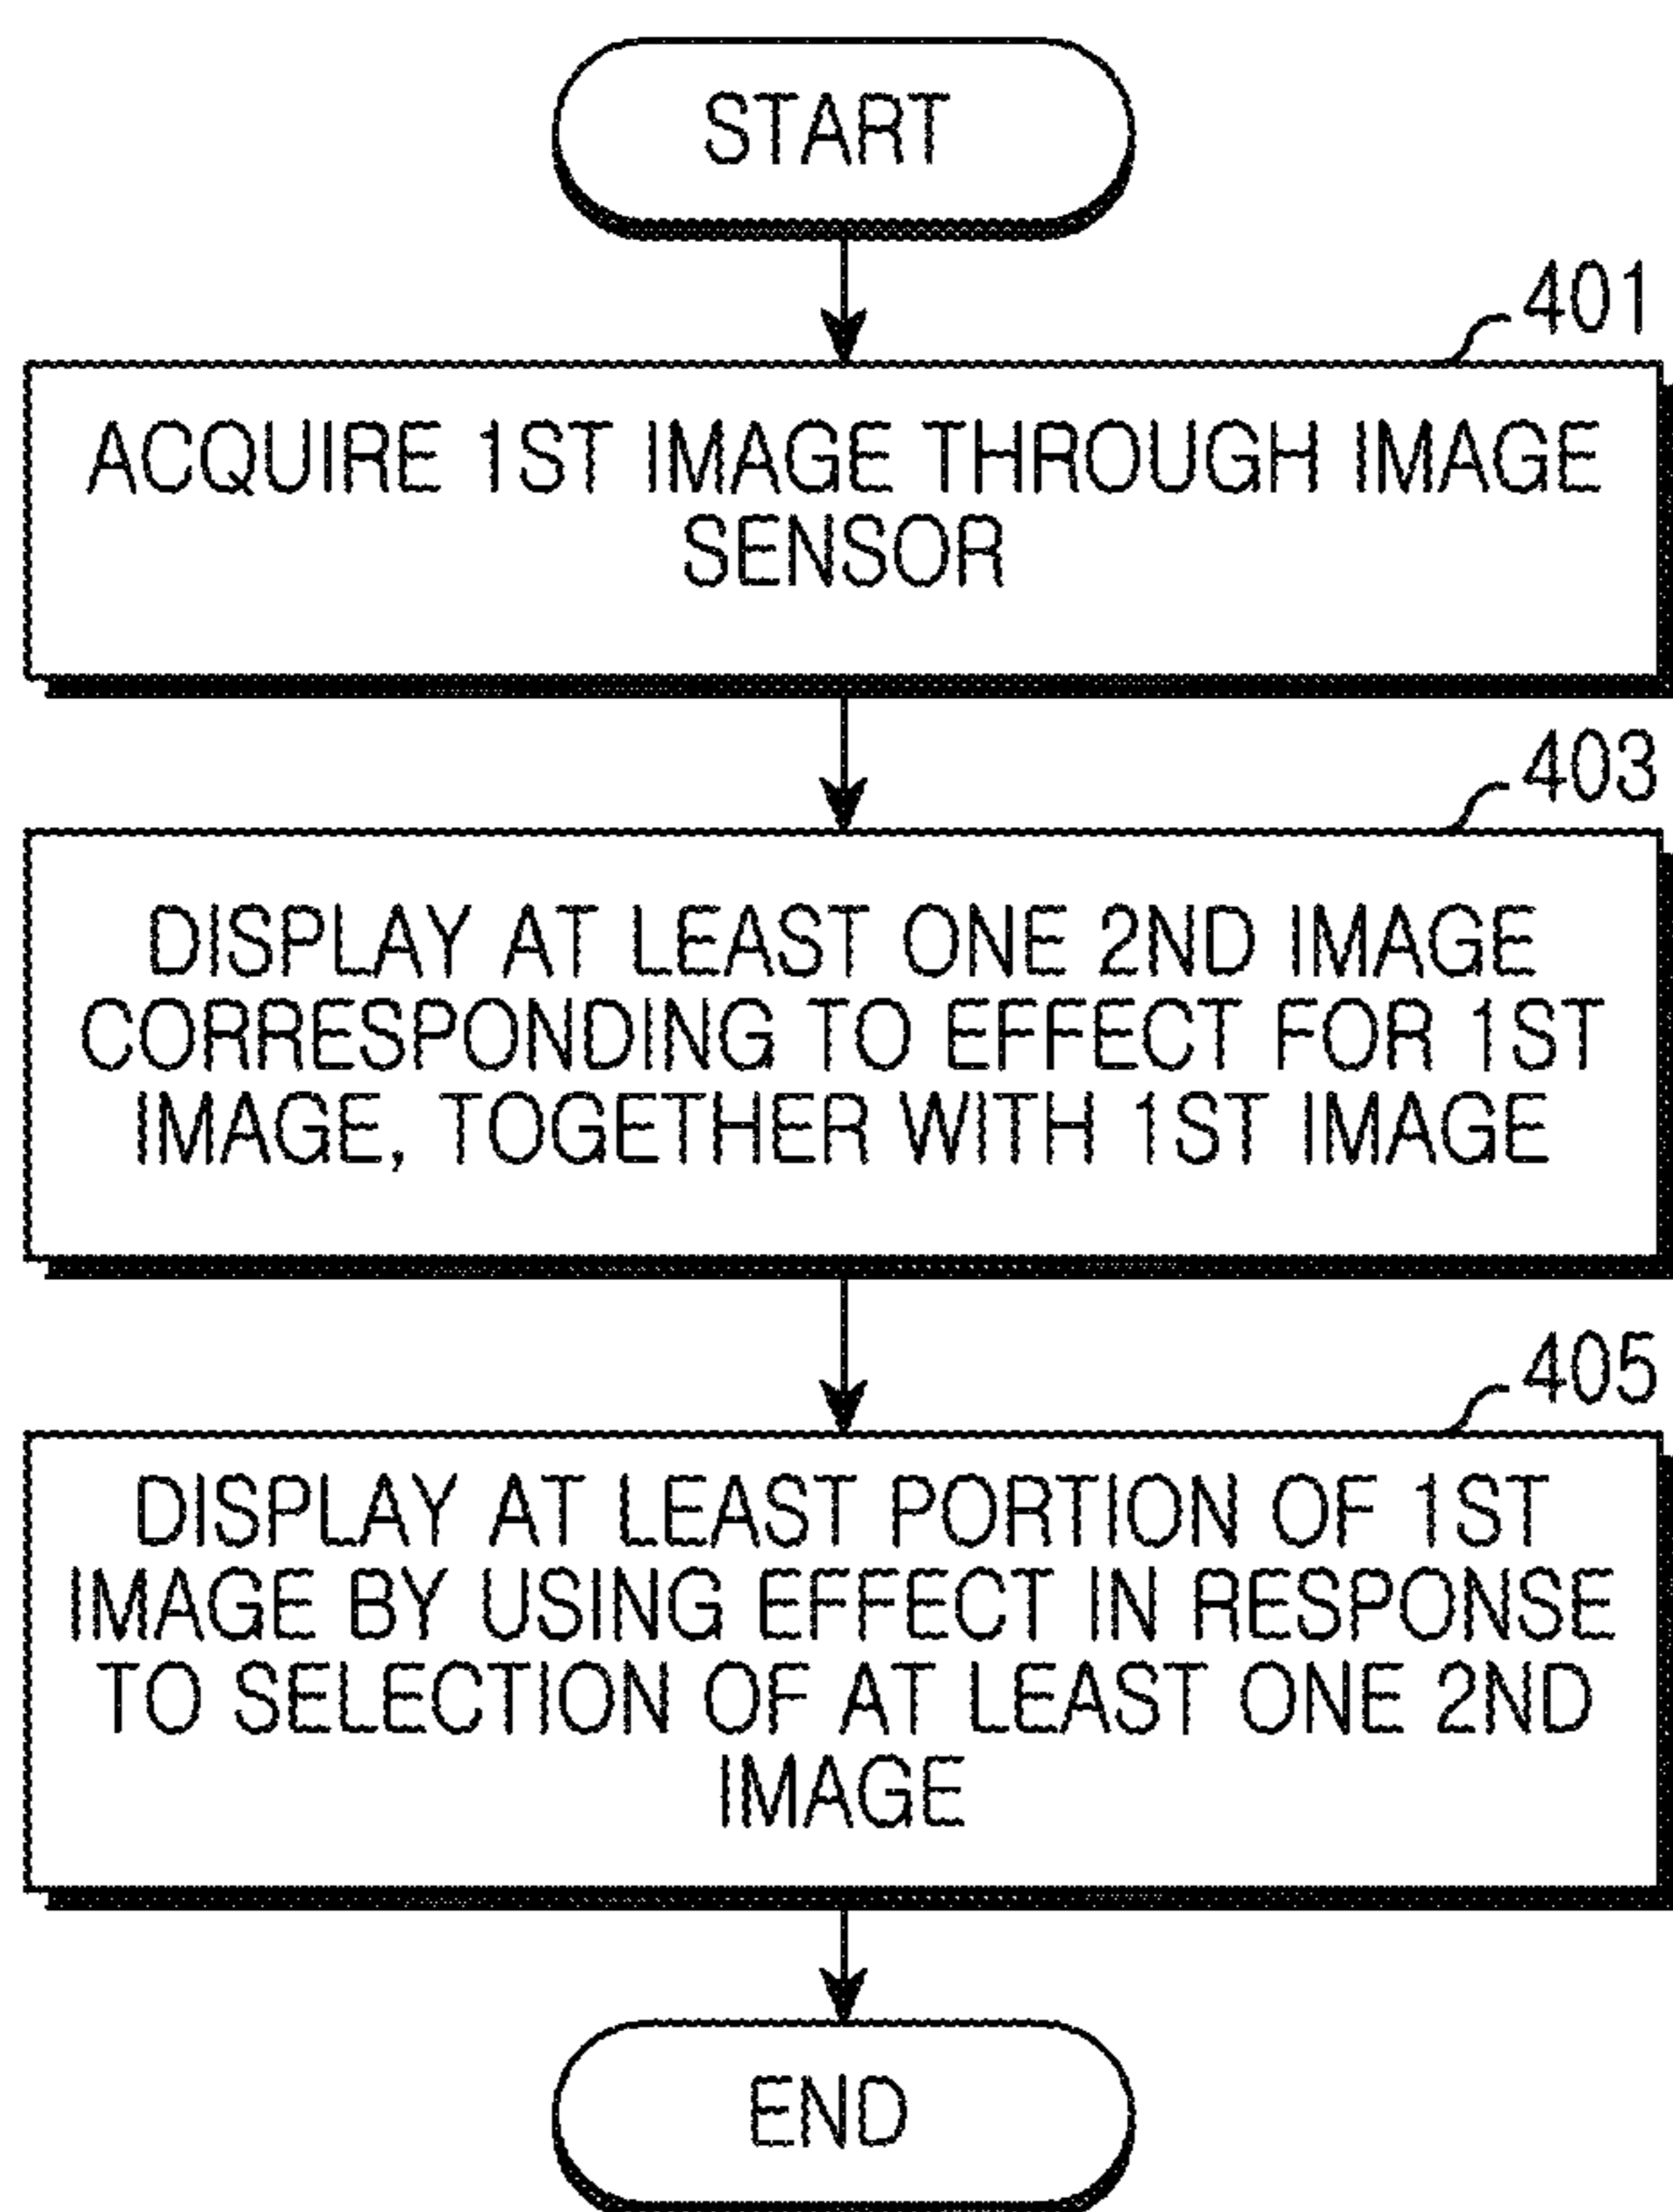 START
401
ACQUIRE 1ST IMAGE THROUGH IMAGE
SENSOR
403
DISPLAY AT LEAST ONE 2ND IMAGE
CORRESPONDING TO EFFECT FOR 1ST
IMAGE, TOGETHER WITH 1ST IMAGE
405
DISPLAY AT LEAST PORTION OF 1ST
IMAGE BY USING EFFECT IN RESPONSE
TO SELECTION OF AT LEAST ONE 2ND
IMAGE
END